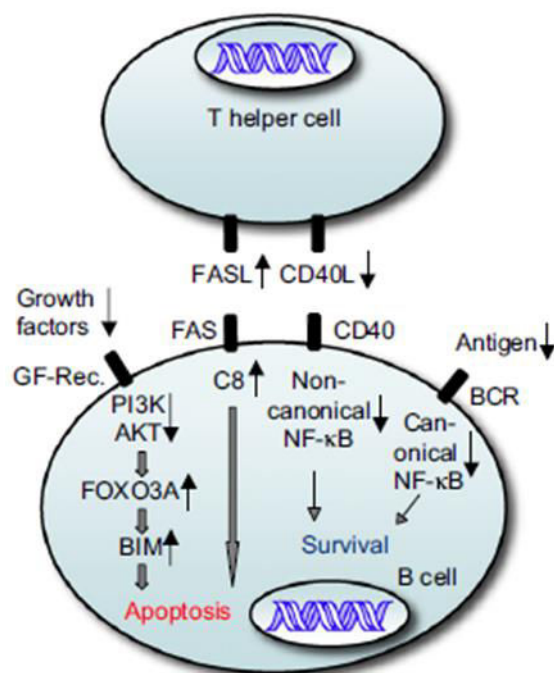 T helper cell
FASL CD40L
Growth
factors
FAS
CD40
Antigen
GF-Rec.
BCR
PI3K
AKT
FOXO3A
BIM
Apoptosis
C8
Non-
canonical
NF-κB
Can-
onical
NF-κB
Survival
B cell